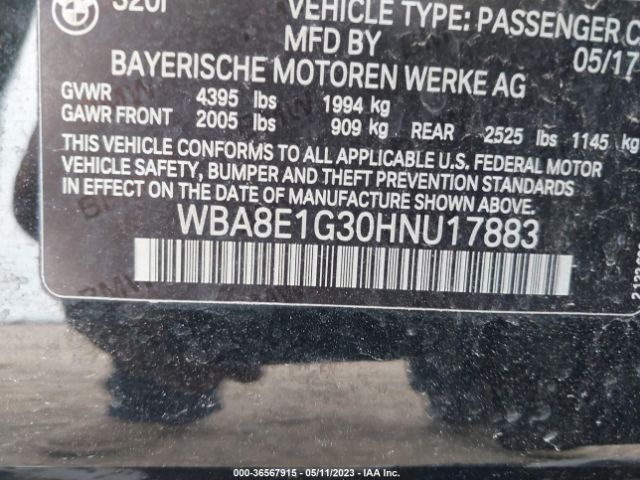 BMW
320i
VEHICLE TYPE: PASSENGER C
MFD BY 05/17
BAYERISCHE MOTOREN WERKE AG
GVWR 4395 lbs 1994 kg
GAWR FRONT 2005 lbs 909 kg REAR 2525 lbs 1145 kg
THIS VEHICLE CONFORMS TO ALL APPLICABLE U.S. FEDERAL MOTOR
VEHICLE SAFETY, BUMPER AND THEFT PREVENTION STANDARDS
IN EFFECT ON THE DATE OF MANUFACTURE SHOWN ABOVE.
WBA8E1G30HNU17883
000-36567915 - 05/11/2023 - IAA Inc.